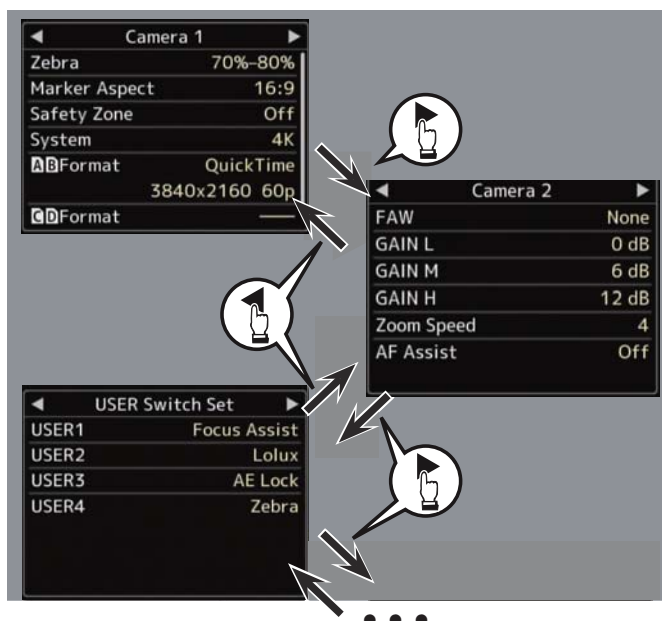 Camera 1
Zebra 70%–80%
Marker Aspect 16:9
Safety Zone Off
System 4K
ABFormat QuickTime
3840x2160 60p
CDFormat ——
Camera 2
FAW None
GAIN L 0 dB
GAIN M 6 dB
GAIN H 12 dB
Zoom Speed 4
AF Assist Off
USER Switch Set
USER1 Focus Assist
USER2 Lolux
USER3 AE Lock
USER4 Zebra